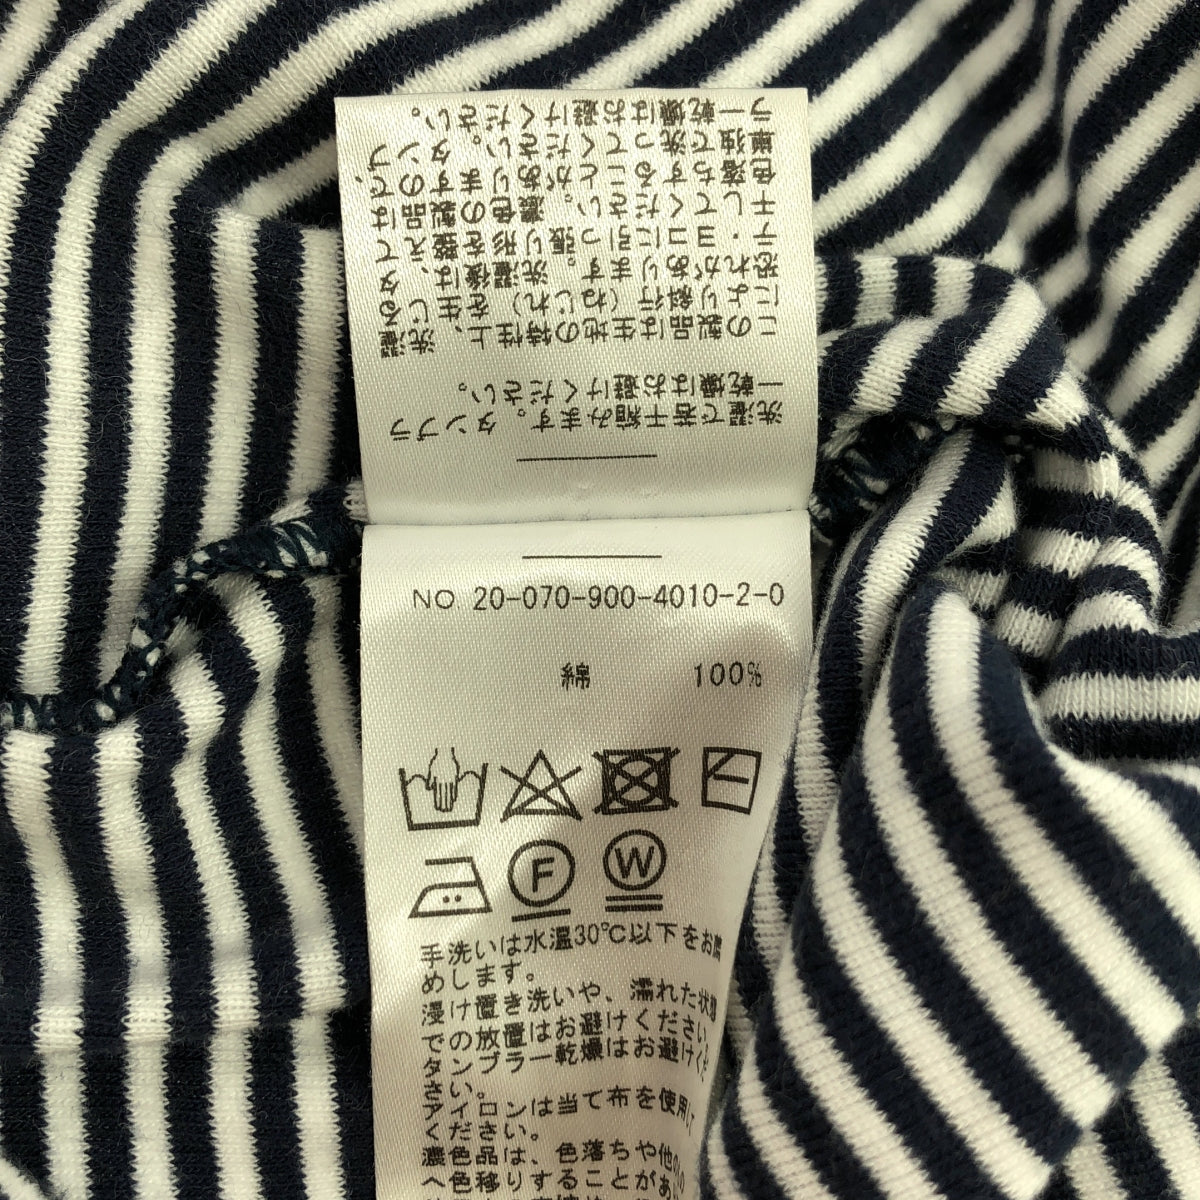 洗濯で若干縮みます。タンブラ
ー乾燥はお避けください。
この製品は生地の特性上、洗濯
により斜行(ねじれ)を生じる
恐れがあります。洗濯後は、タ
テ・ヨコに引っ張り形を整えて
干してください。濃色の製品は
色落ちすることがありますので、
単独で洗ってください。タンブ
ラー乾燥はお避けください。
NO 20-070-900-4010-2-0
綿 100%
F W
手洗いは水温30℃以下をお薦
めします。
浸け置き洗いや、濡れた状態
での放置はお避けください
タンブラー乾燥はお避けくだ
さい。
アイロンは当て布を使用して
ください。
濃色品は、色落ちや他の
へ色移りすることがあ